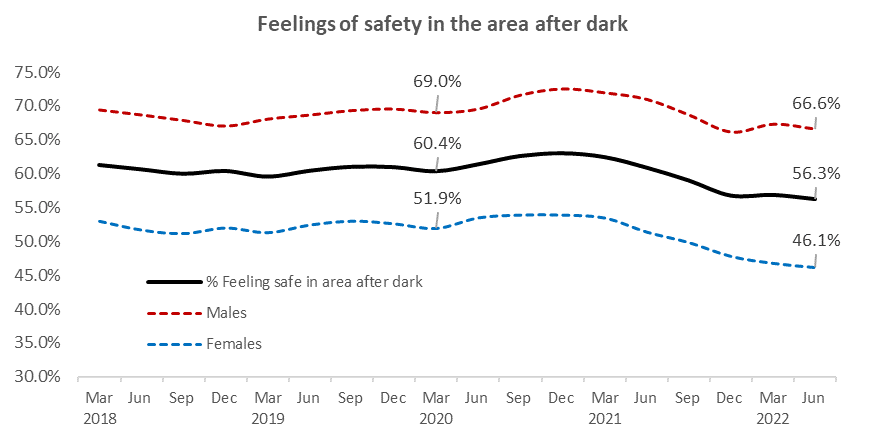 Feelings of safety in the area after dark
75.0%
70.0%
65.0%
60.0%
55.0%
50.0%
45.0%
40.0%
35.0%
30.0%
69.0%
66.6%
60.4%
56.3%
51.9%
46.1%
% Feeling safe in area after dark
Males
Females
Mar Jun Sep Dec Mar Jun Sep Dec Mar Jun Sep Dec Mar Jun Sep Dec Mar Jun
2018 2019 2020 2021 2022